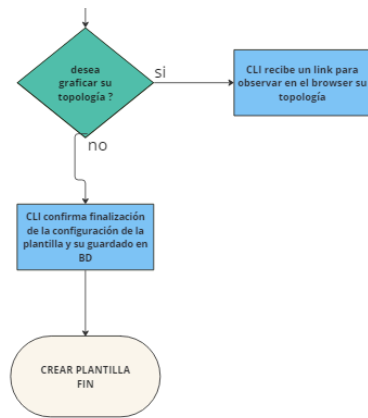 desea
graficar su
topología ?
si
CLI recibe un link para
observar en el browser su
topología
no
CLI confirma finalización
de la configuración de la
plantilla y su guardado en
BD
CREAR PLANTILLA
FIN